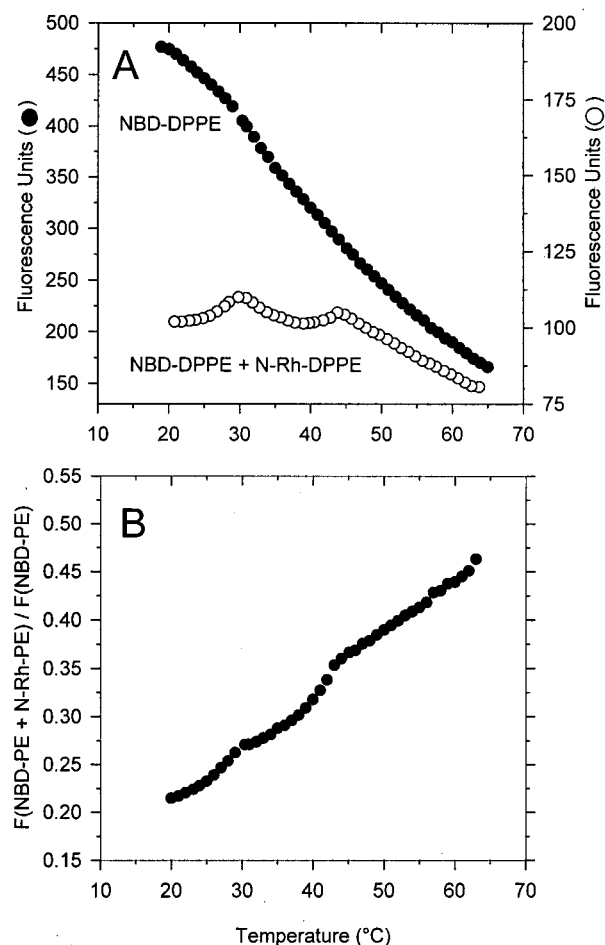 A
NBD-DPPE
NBD-DPPE + N-Rh-DPPE
Fluorescence Units (●)
Fluorescence Units (○)
500
450
400
350
300
250
200
150
200
175
150
125
100
75
10 20 30 40 50 60 70
B
F(NBD-PE + N-Rh-PE) / F(NBD-PE)
0.55
0.50
0.45
0.40
0.35
0.30
0.25
0.20
0.15
10 20 30 40 50 60 70
Temperature (°C)